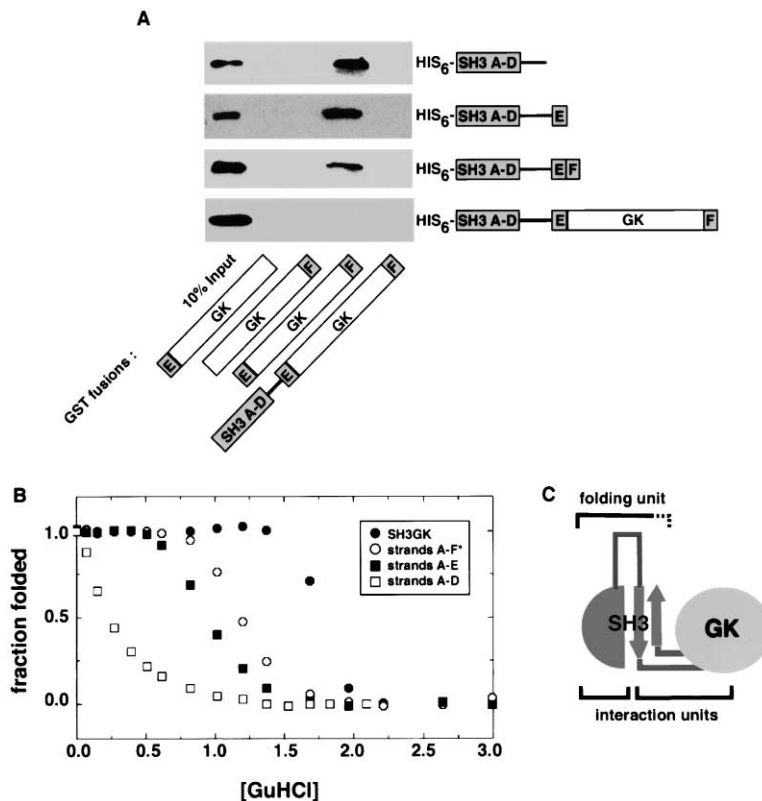 A
HIS6- SH3 A-D
HIS6- SH3 A-D E
HIS6- SH3 A-D E F
HIS6- SH3 A-D E GK F
10% Input
GST fusions :
E GK
GK F
E GK F
SH3 A-D E GK F
B
fraction folded
1.0
0.5
0.0
SH3GK
strands A-F*
strands A-E
strands A-D
0.0 0.5 1.0 1.5 2.0 2.5 3.0
[GuHCl]
C
folding unit
SH3
GK
interaction units